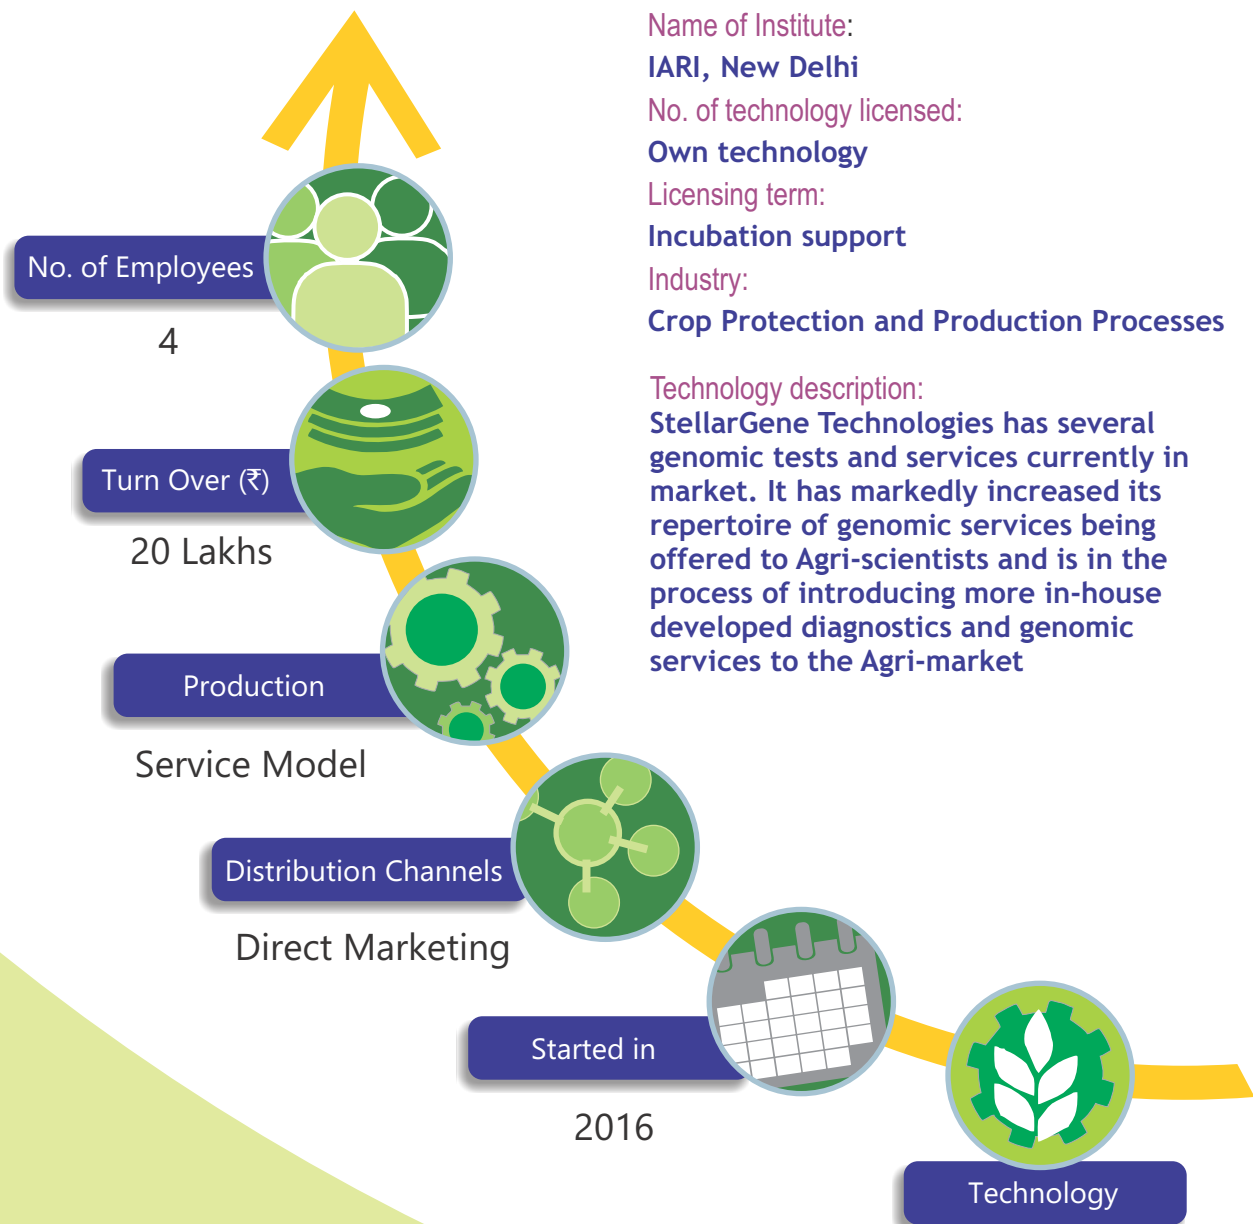 Name of Institute:
IARI, New Delhi
No. of technology licensed:
Own technology
Licensing term:
Incubation support
Industry:
Crop Protection and Production Processes
Technology description:
StellarGene Technologies has several
genomic tests and services currently in
market. It has markedly increased its
repertoire of genomic services being
offered to Agri-scientists and is in the
process of introducing more in-house
developed diagnostics and genomic
services to the Agri-market
No. of Employees
4
Turn Over (₹)
20 Lakhs
Production
Service Model
Distribution Channels
Direct Marketing
Started in
2016
Technology